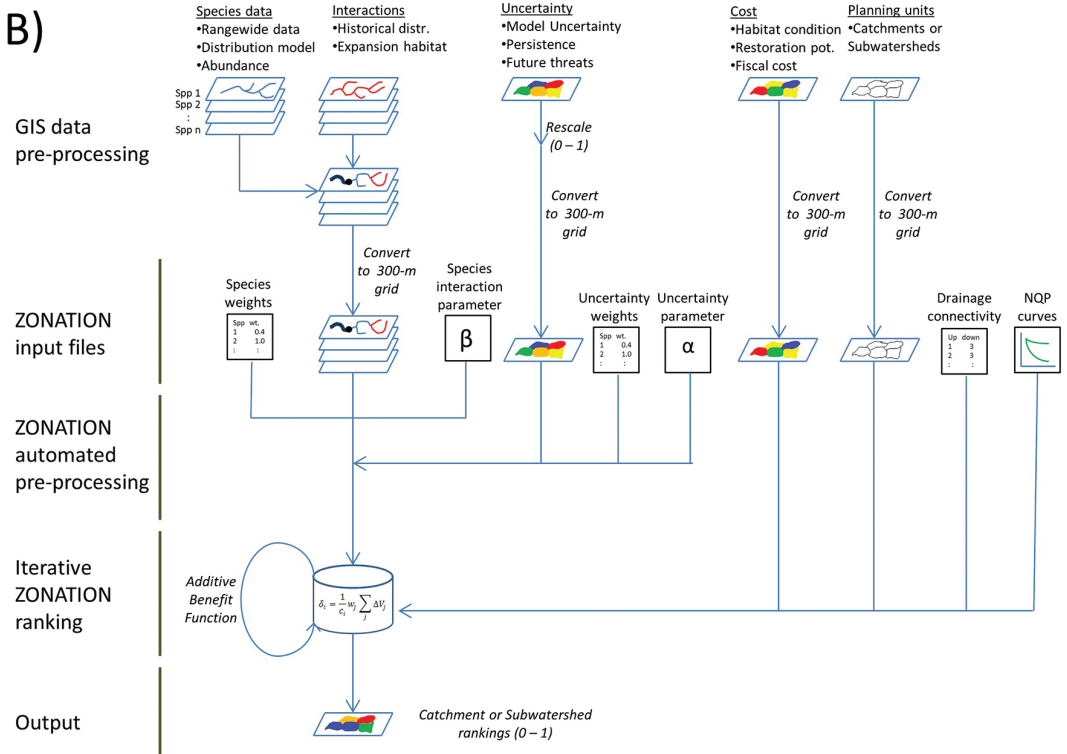 B)
Species data
•Rangewide data
•Distribution model
•Abundance
Interactions
•Historical distr.
•Expansion habitat
Uncertainty
•Model Uncertainty
•Persistence
•Future threats
Cost
•Habitat condition
•Restoration pot.
•Fiscal cost
Planning units
•Catchments or
Subwatersheds
Spp 1
Spp 2
:
Spp n
GIS data
pre-processing
Rescale
(0 – 1)
Convert
to 300-m
grid
Convert
to 300-m
grid
Convert
to 300-m
grid
Convert
to 300-m
grid
ZONATION
input files
Species
weights
Spp wt.
1 0.4
2 1.0
: :
Species
interaction
parameter
β
Uncertainty
weights
Spp wt.
1 0.4
2 1.0
: :
Uncertainty
parameter
α
Drainage
connectivity
Up down
1 3
2 3
: :
NQP
curves
ZONATION
automated
pre-processing
Iterative
ZONATION
ranking
Additive
Benefit
Function
δᵢ = 1/cᵢ wⱼ ∑ⱼ ΔVⱼ
Output
Catchment or Subwatershed
rankings (0 – 1)